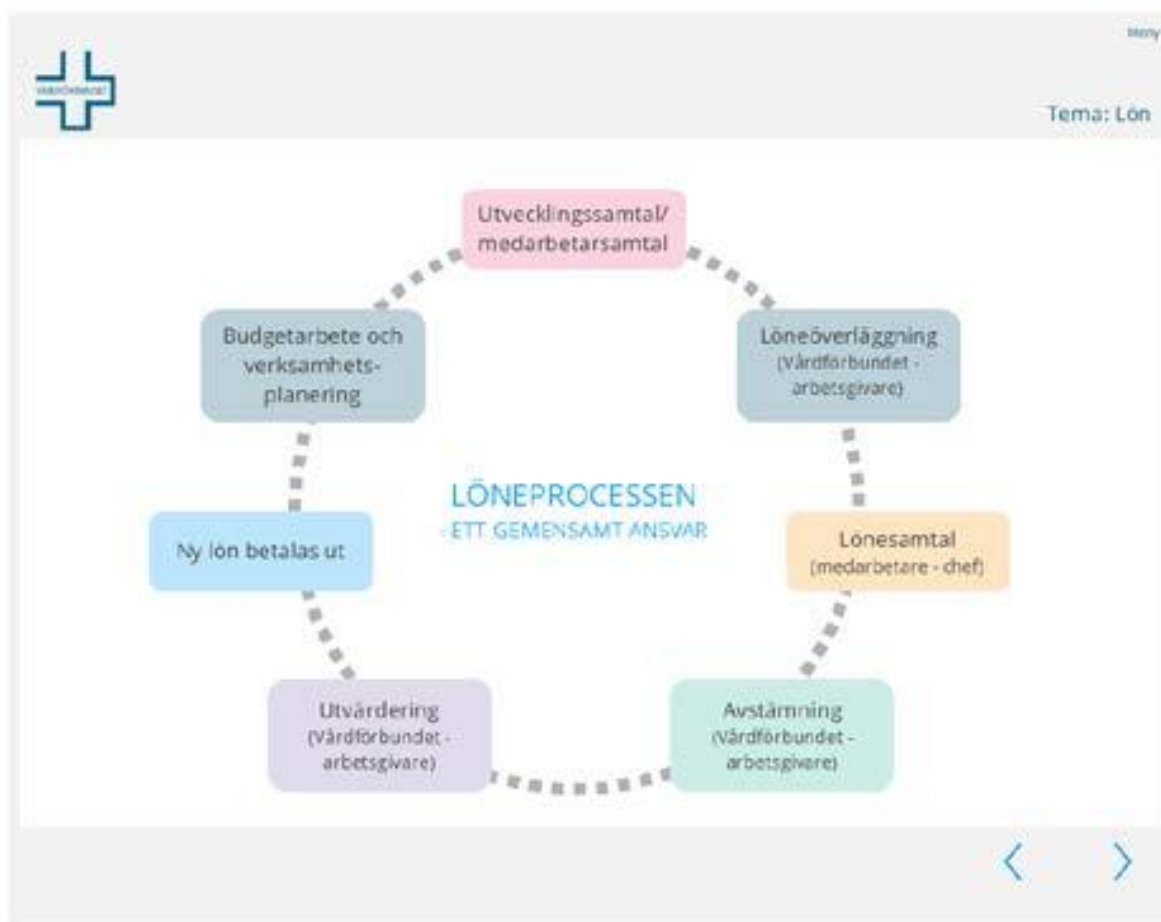 Meny
VÅRDFÖRBUNDET
Tema: Lön
Utvecklingssamtal/
medarbetarsamtal
Budgetarbete och
verksamhets-
planering
Löneöverläggning
(Vårdförbundet -
arbetsgivare)
LÖNEPROCESSEN
- ETT GEMENSAMT ANSVAR
Ny lön betalas ut
Lönesamtal
(medarbetare - chef)
Utvärdering
(Vårdförbundet -
arbetsgivare)
Avstämning
(Vårdförbundet -
arbetsgivare)